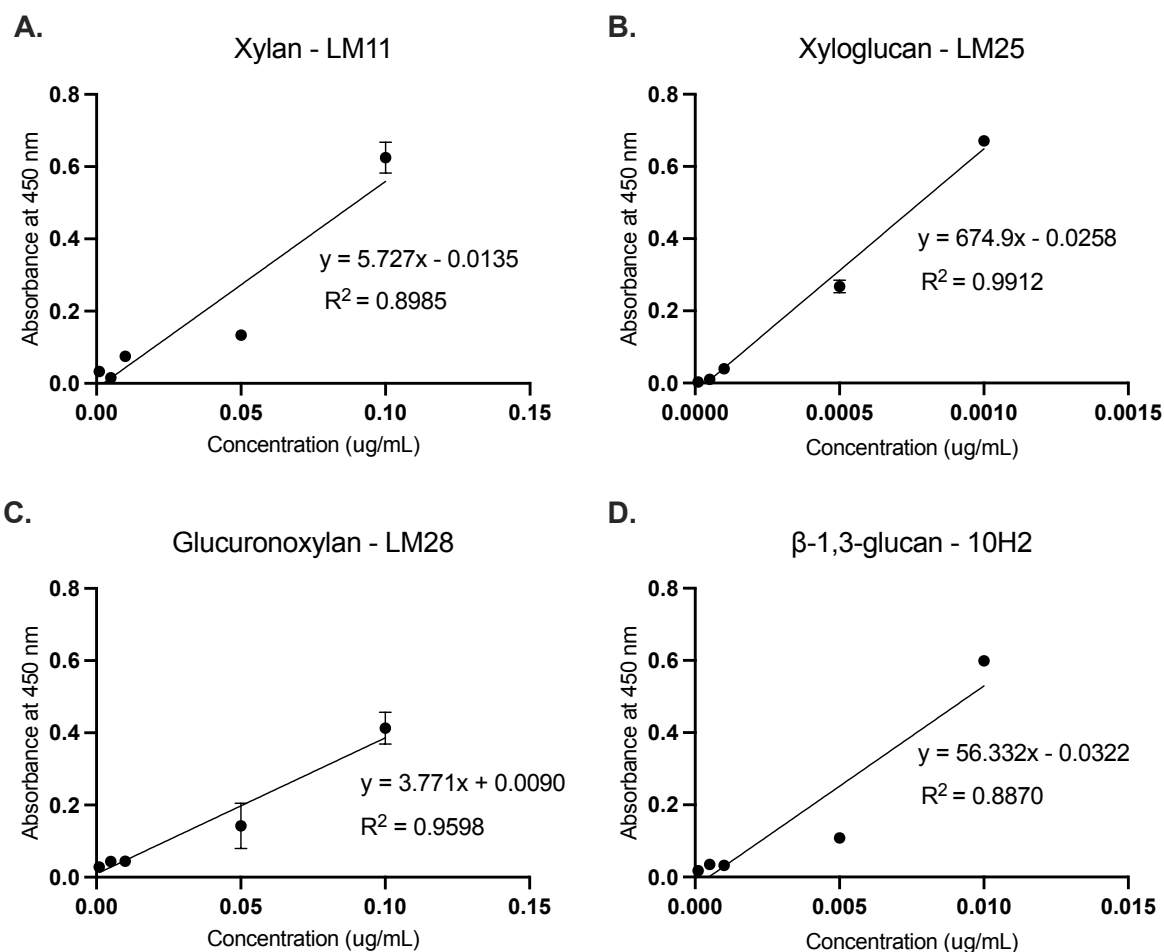 A.
Xylan - LM11
Absorbance at 450 nm
0.8
0.6
0.4
0.2
0.0
y = 5.727x - 0.0135
R² = 0.8985
0.00
0.05
0.10
0.15
Concentration (ug/mL)
B.
Xyloglucan - LM25
Absorbance at 450 nm
0.8
0.6
0.4
0.2
0.0
y = 674.9x - 0.0258
R² = 0.9912
0.0000
0.0005
0.0010
0.0015
Concentration (ug/mL)
C.
Glucuronoxylan - LM28
Absorbance at 450 nm
0.8
0.6
0.4
0.2
0.0
y = 3.771x + 0.0090
R² = 0.9598
0.00
0.05
0.10
0.15
Concentration (ug/mL)
D.
β-1,3-glucan - 10H2
Absorbance at 450 nm
0.8
0.6
0.4
0.2
0.0
y = 56.332x - 0.0322
R² = 0.8870
0.000
0.005
0.010
0.015
Concentration (ug/mL)